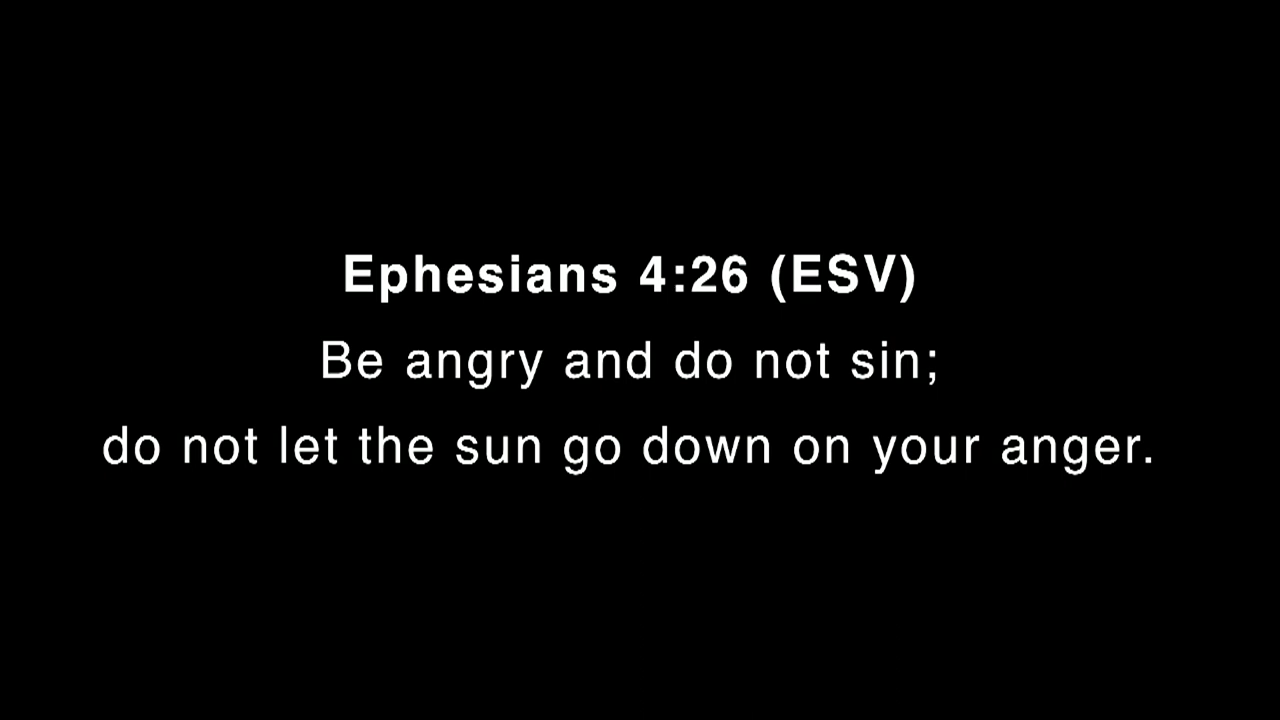 Ephesians 4:26 (ESV)
Be angry and do not sin;
do not let the sun go down on your anger.